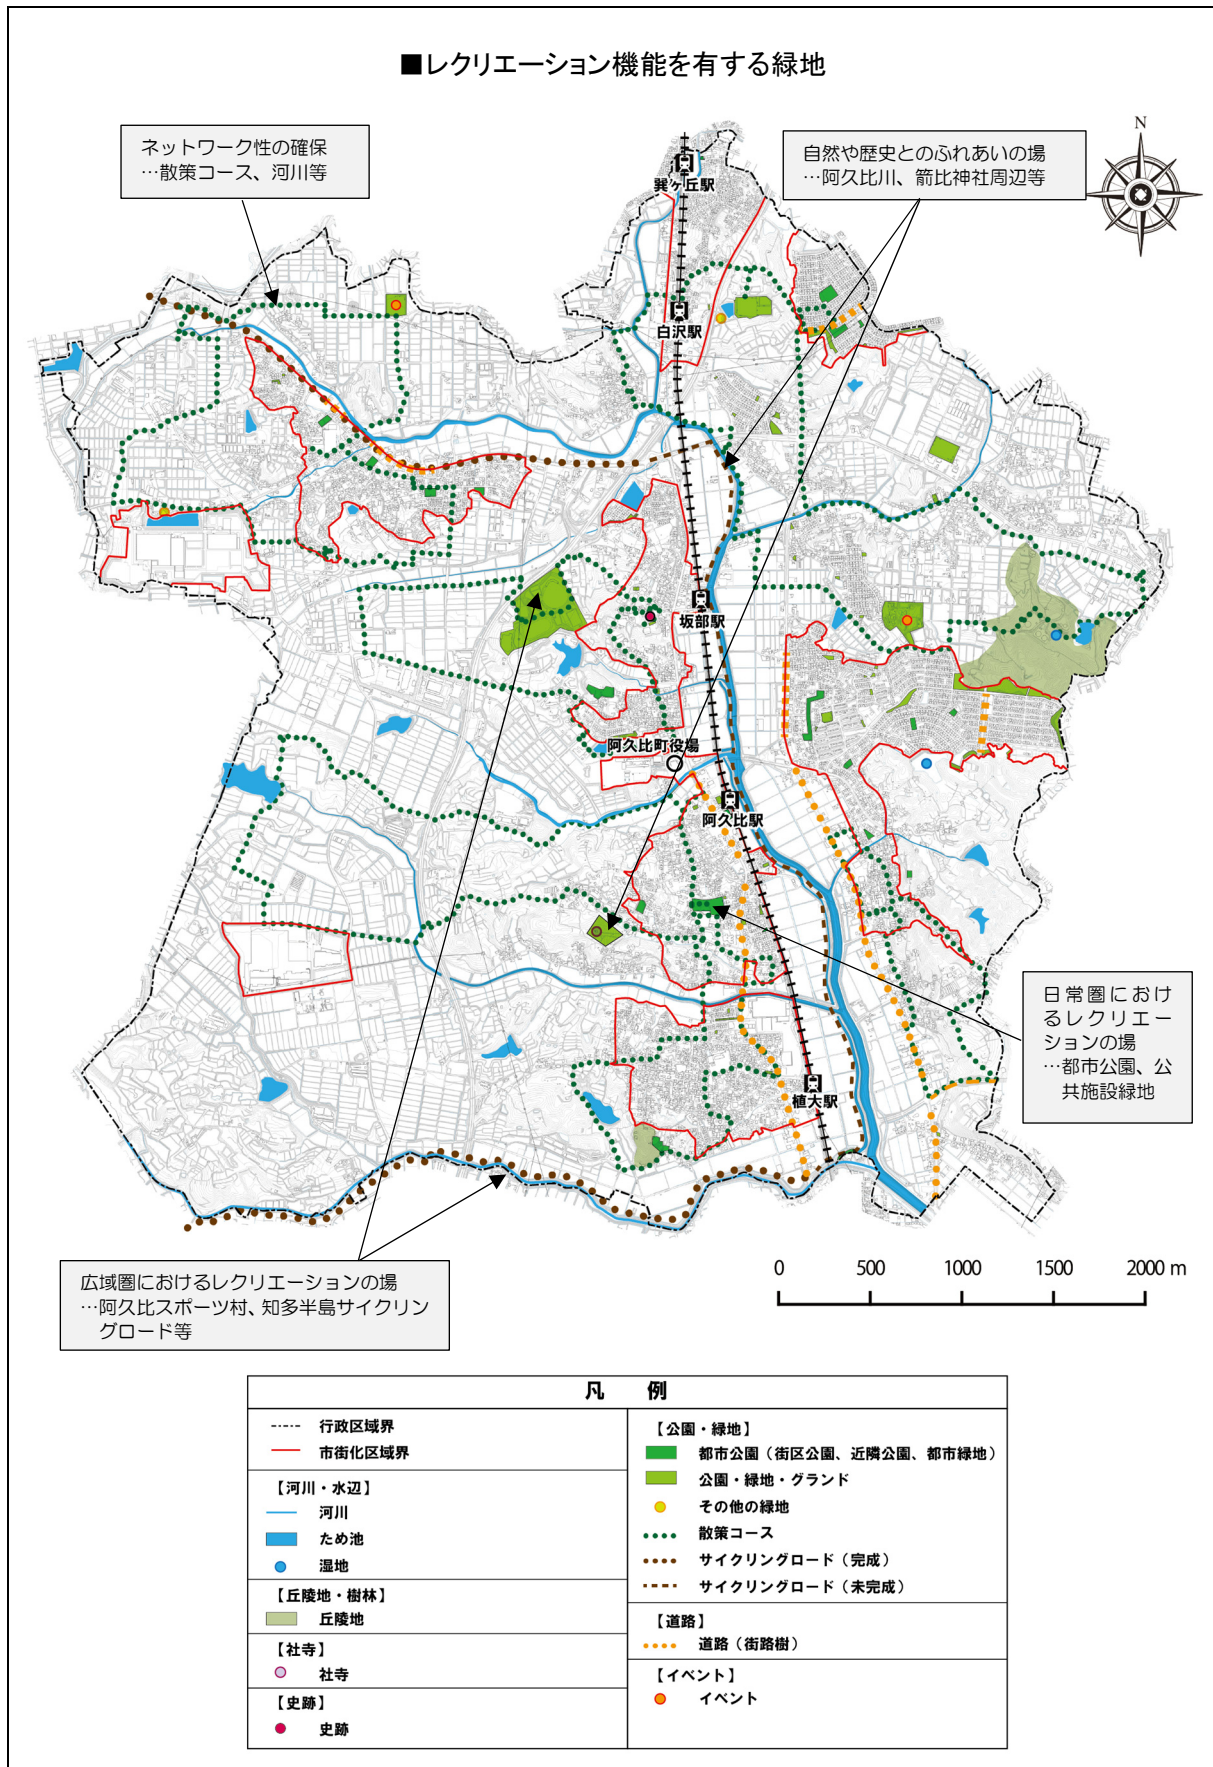 ■レクリエーション機能を有する緑地
ネットワーク性の確保
…散策コース、河川等
自然や歴史とのふれあいの場
…阿久比川、箭比神社周辺等
N
巽ヶ丘駅
白沢駅
坂部駅
阿久比町役場
阿久比駅
植大駅
日常圏におけ
るレクリエー
ションの場
…都市公園、公
共施設緑地
広域圏におけるレクリエーションの場
…阿久比スポーツ村、知多半島サイクリン
グロード等
0 500 1000 1500 2000 m
凡 例
行政区域界
市街化区域界
【河川・水辺】
河川
ため池
湿地
【丘陵地・樹林】
丘陵地
【社寺】
社寺
【史跡】
史跡
【公園・緑地】
都市公園（街区公園、近隣公園、都市緑地）
公園・緑地・グランド
その他の緑地
散策コース
サイクリングロード（完成）
サイクリングロード（未完成）
【道路】
道路（街路樹）
【イベント】
イベント